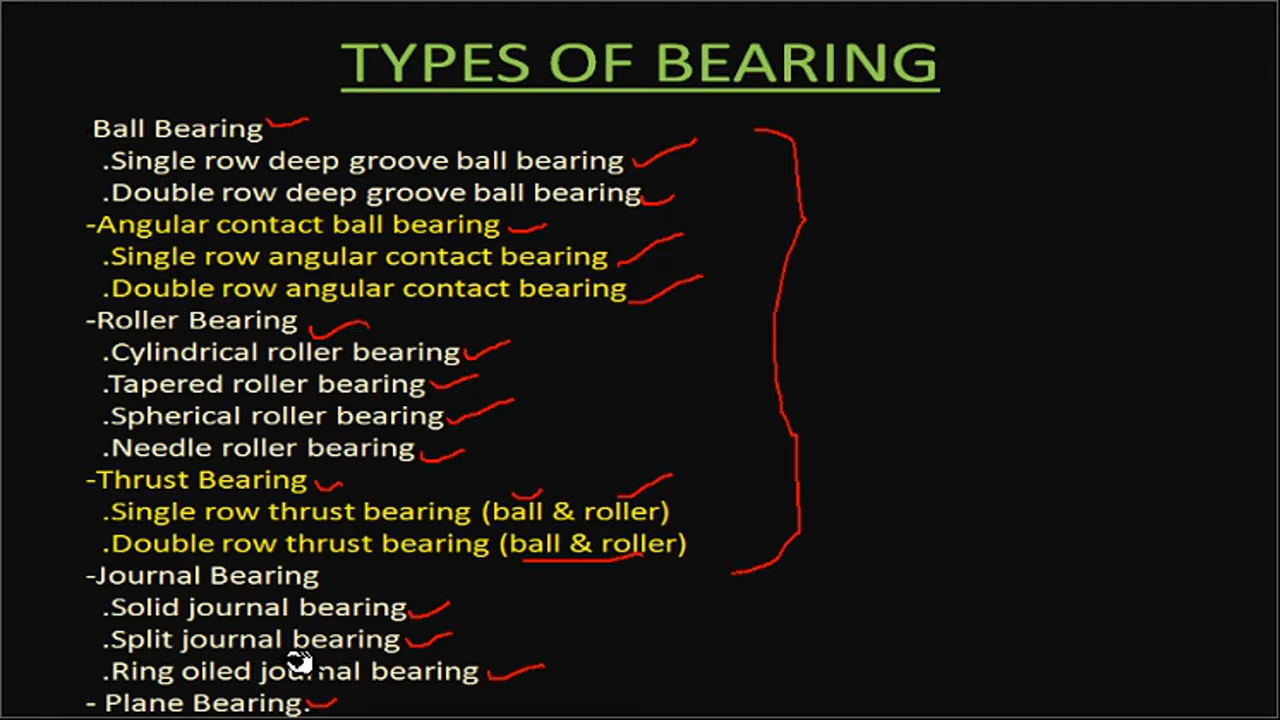 TYPES OF BEARING
Ball Bearing
.Single row deep groove ball bearing
.Double row deep groove ball bearing
-Angular contact ball bearing
.Single row angular contact bearing
.Double row angular contact bearing
-Roller Bearing
.Cylindrical roller bearing
.Tapered roller bearing
.Spherical roller bearing
.Needle roller bearing
-Thrust Bearing
.Single row thrust bearing (ball & roller)
.Double row thrust bearing (ball & roller)
-Journal Bearing
.Solid journal bearing
.Split journal bearing
.Ring oiled journal bearing
- Plane Bearing.